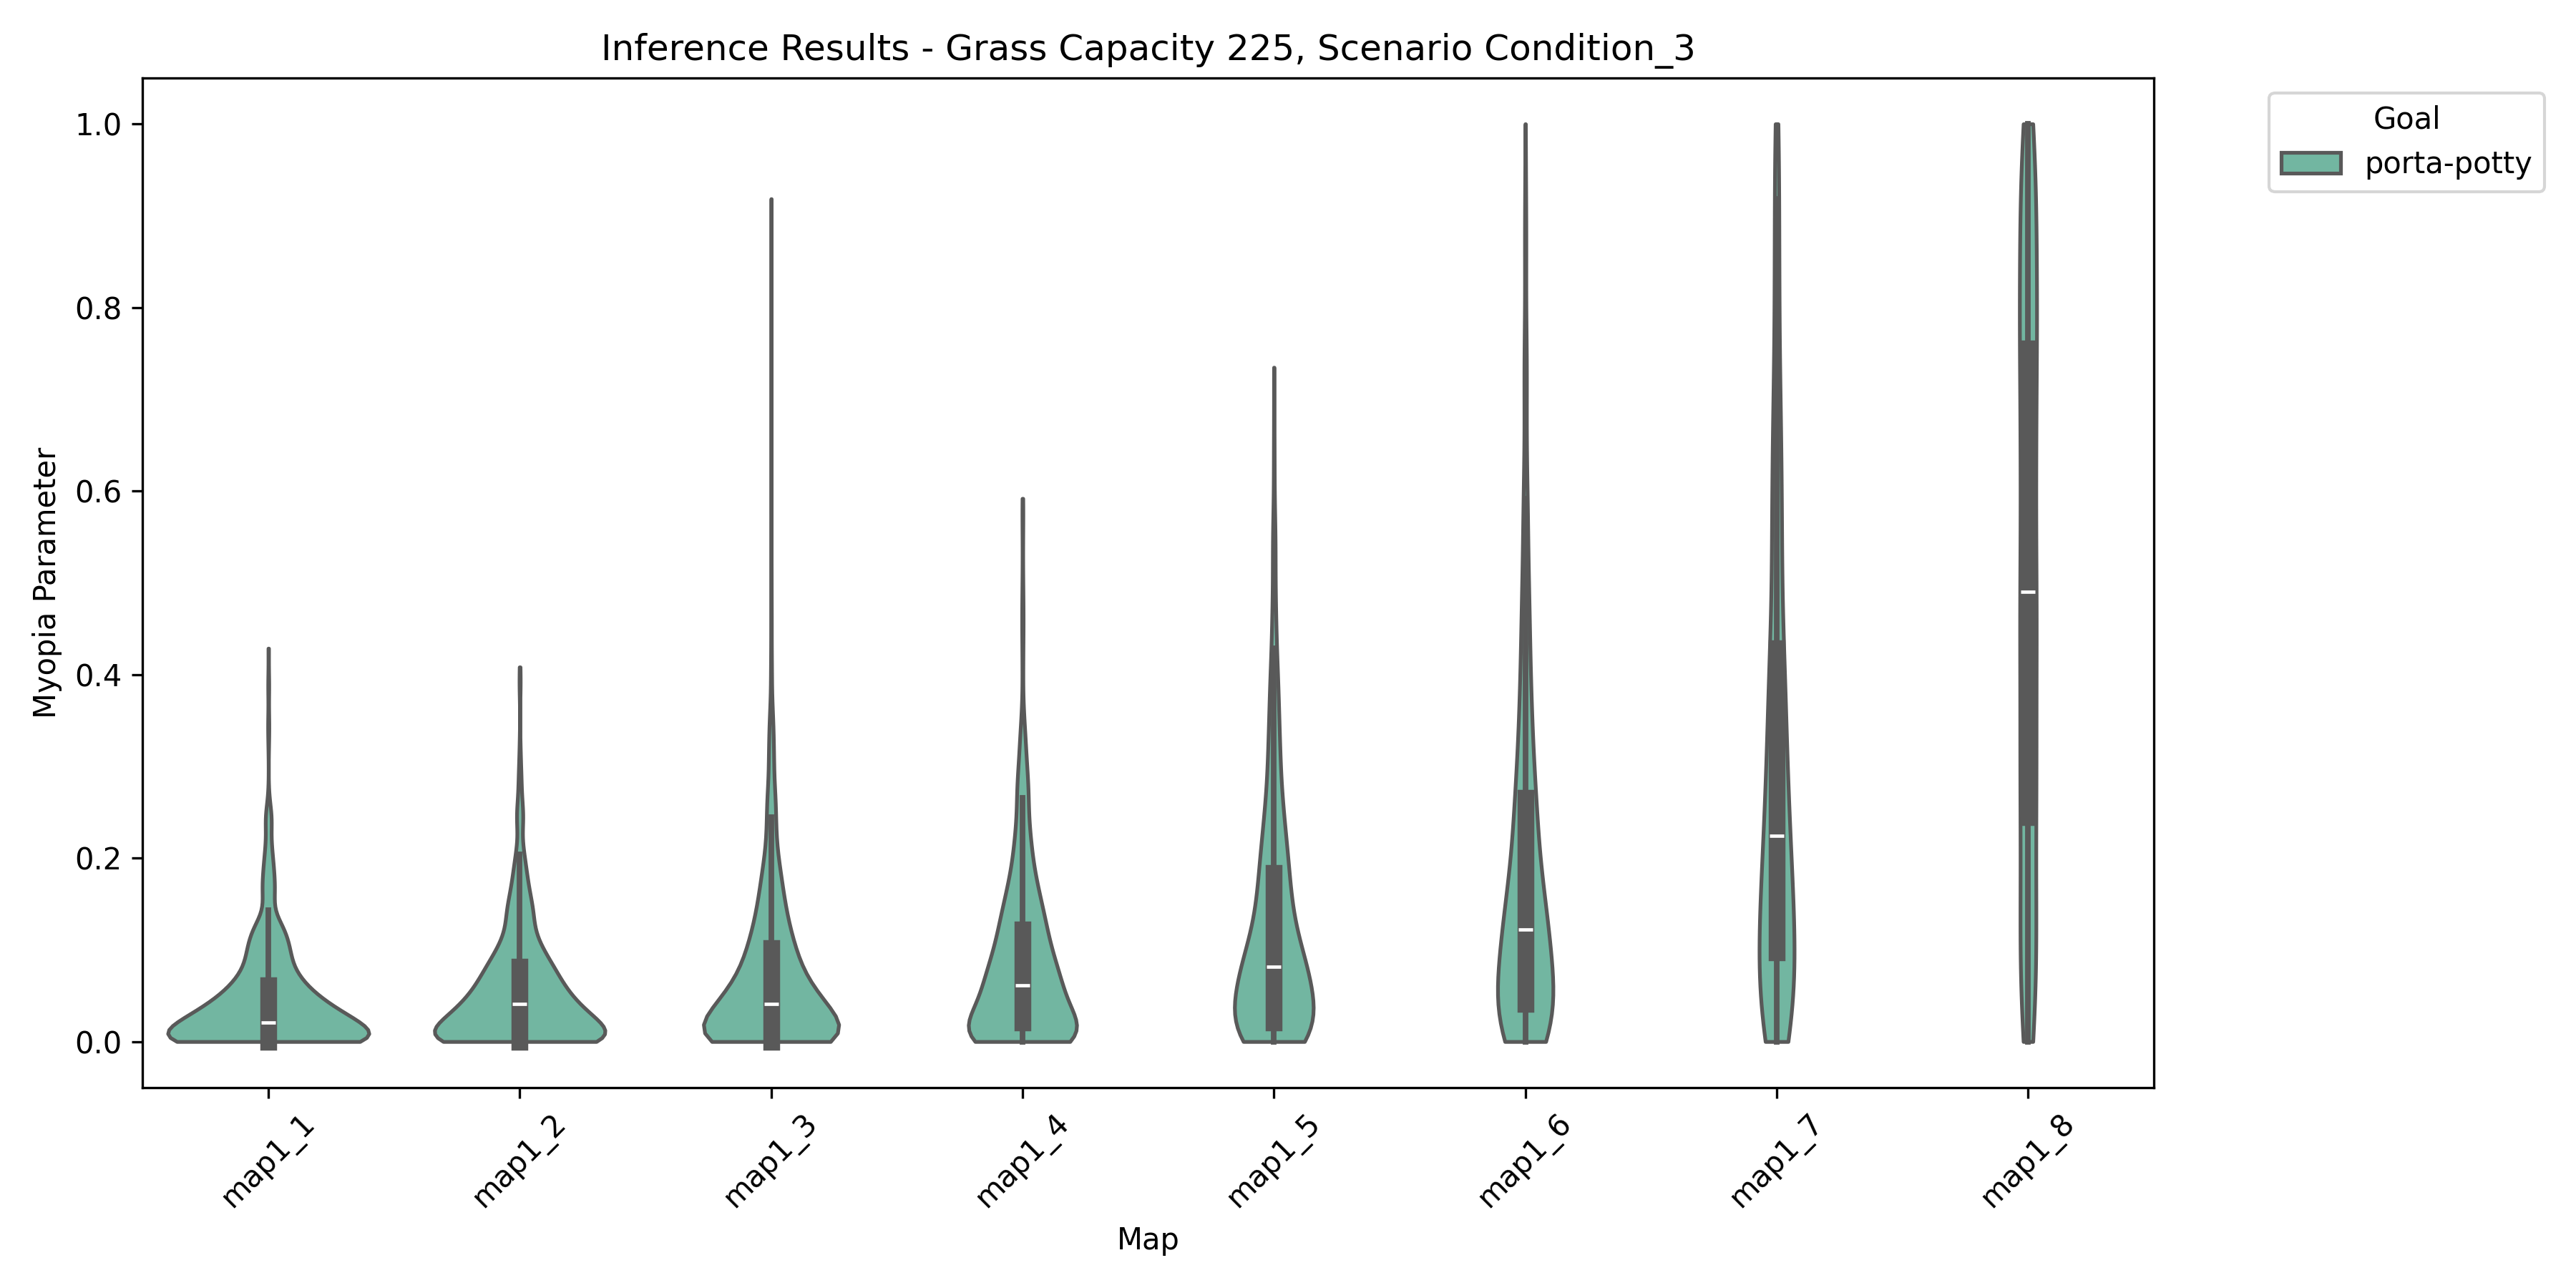 Inference Results - Grass Capacity 225, Scenario Condition_3
Goal
porta-potty
Myopia Parameter
1.0
0.8
0.6
0.4
0.2
0.0
map1_1
map1_2
map1_3
map1_4
map1_5
map1_6
map1_7
map1_8
Map